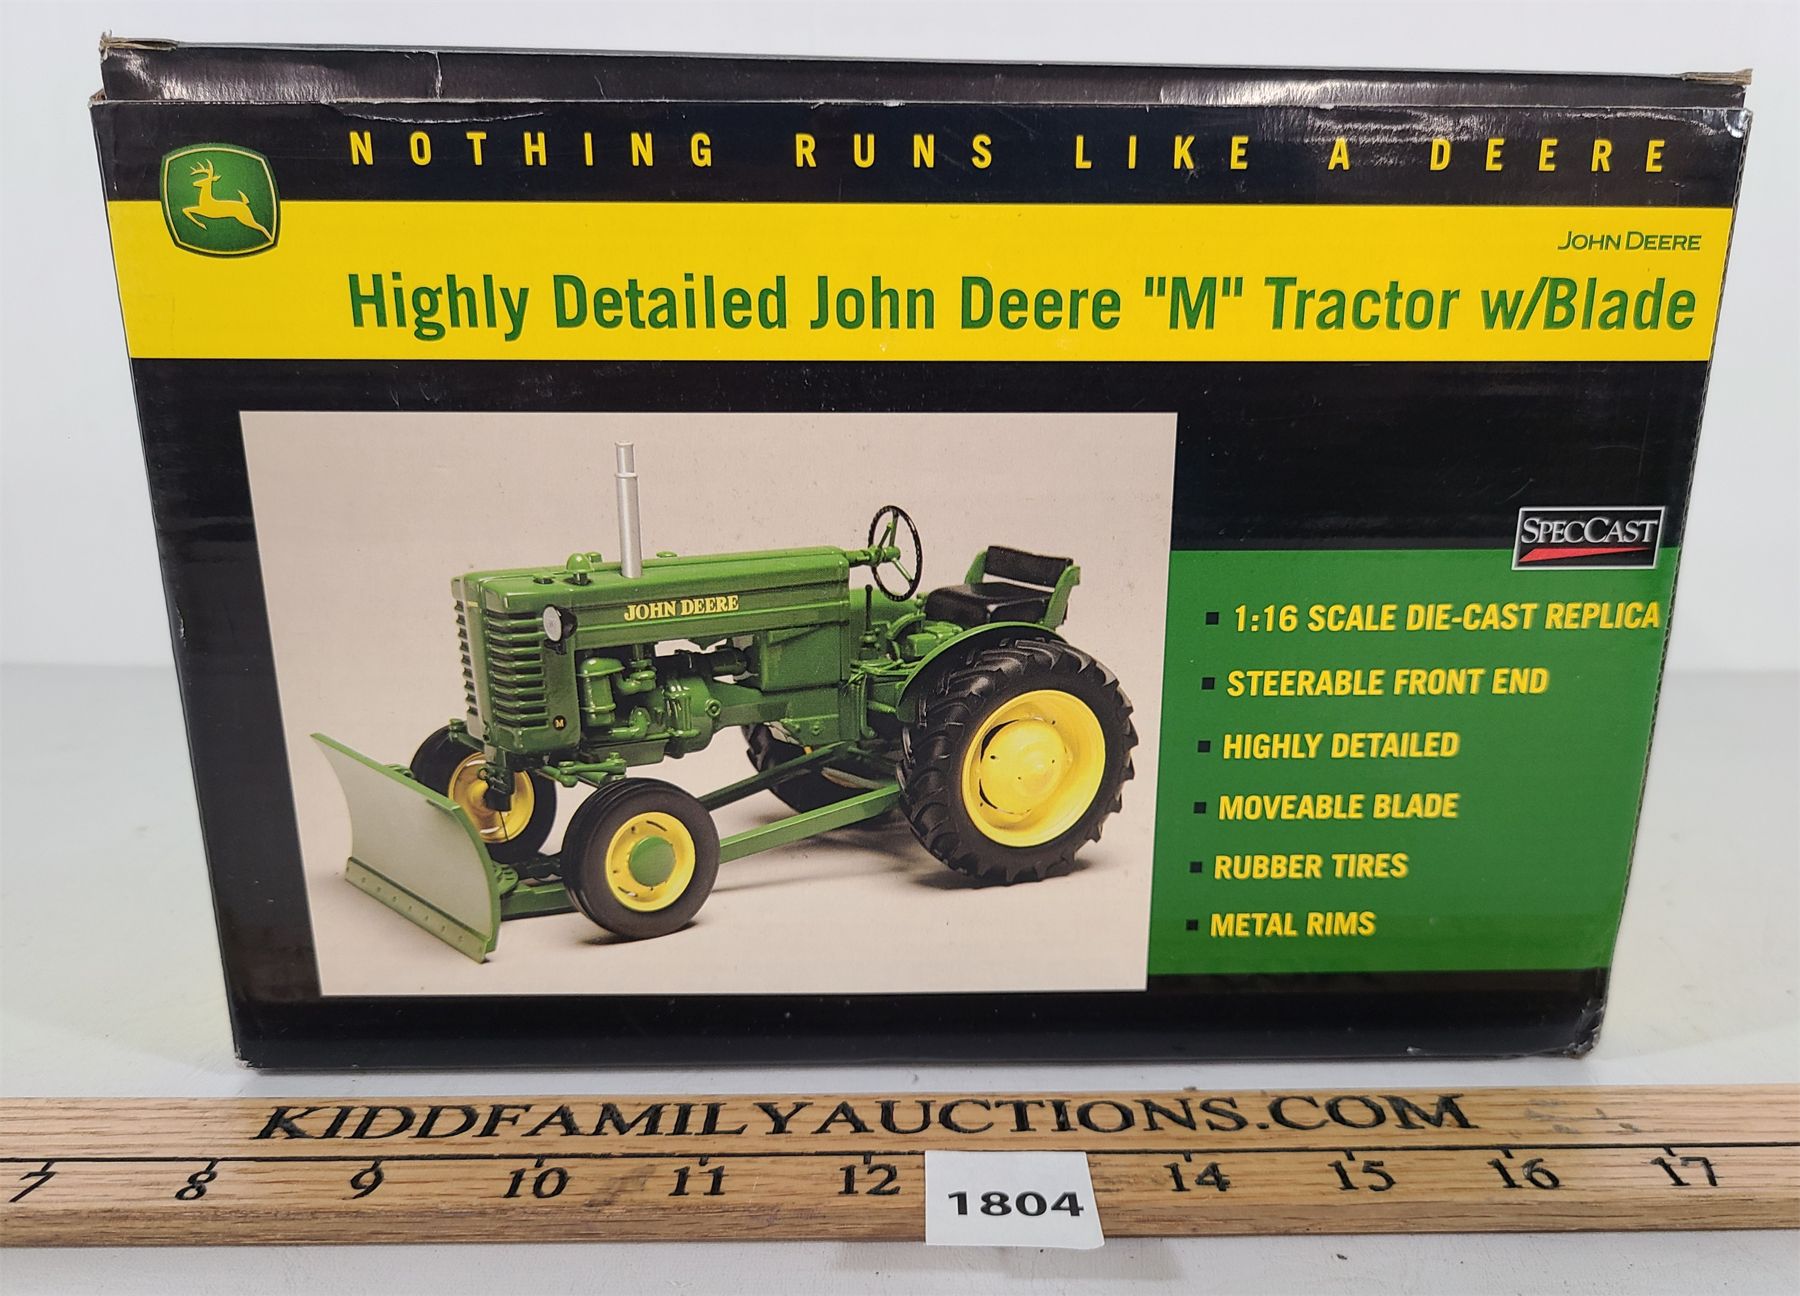 NOTHING RUNS LIKE A DEERE
JOHN DEERE
Highly Detailed John Deere "M" Tractor w/Blade
JOHN DEERE
M
SPECCAST
▪ 1:16 SCALE DIE-CAST REPLICA
▪ STEERABLE FRONT END
▪ HIGHLY DETAILED
▪ MOVEABLE BLADE
▪ RUBBER TIRES
▪ METAL RIMS
KIDDFAMILYAUCTIONS.COM
7 8 9 10 11 12 14 15 16 17
1804